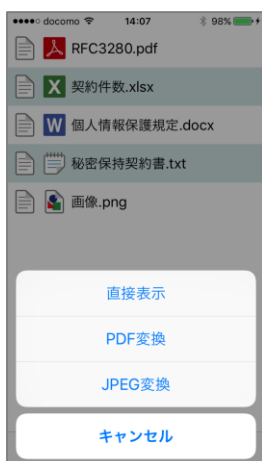 ●●●●○ docomo 14:07 98%
RFC3280.pdf
契約件数.xlsx
個人情報保護規定.docx
秘密保持契約書.txt
画像.png
直接表示
PDF変換
JPEG変換
キャンセル